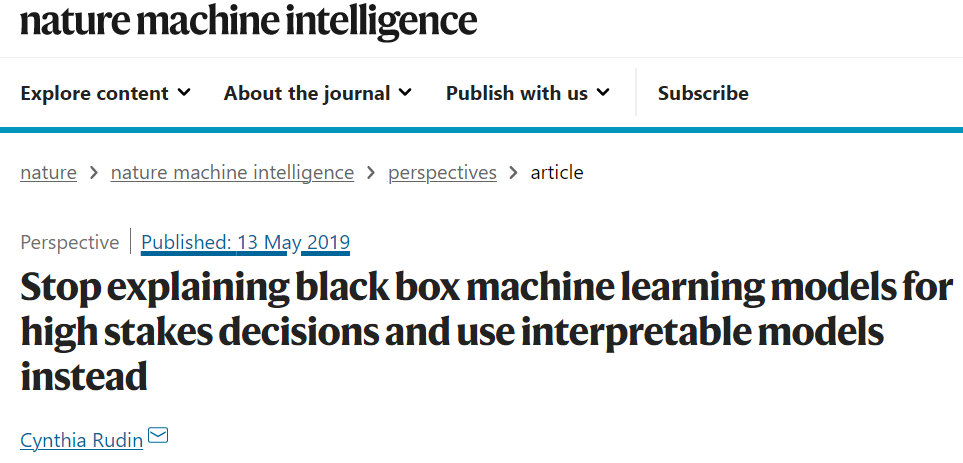 nature machine intelligence
Explore content About the journal Publish with us Subscribe
nature > nature machine intelligence > perspectives > article
Perspective | Published: 13 May 2019
Stop explaining black box machine learning models for
high stakes decisions and use interpretable models
instead
Cynthia Rudin